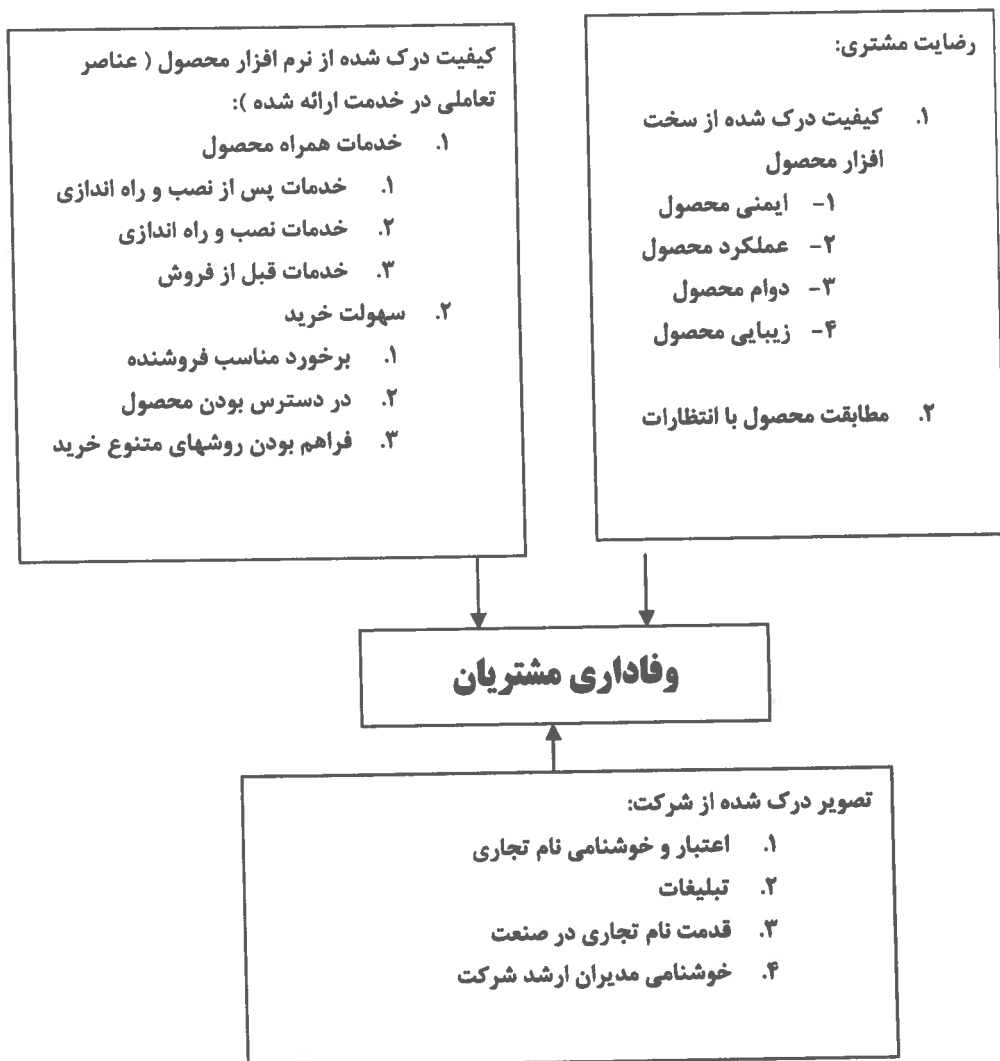 رضایت مشتری:
۱. کیفیت درک شده از سخت
افزار محصول
۱- ایمنی محصول
۲- عملکرد محصول
۳- دوام محصول
۴- زیبایی محصول
۲. مطابقت محصول با انتظارات
کیفیت درک شده از نرم افزار محصول ( عناصر
تعاملی در خدمت ارائه شده ):
۱. خدمات همراه محصول
۱. خدمات پس از نصب و راه اندازی
۲. خدمات نصب و راه اندازی
۳. خدمات قبل از فروش
۲. سهولت خرید
۱. برخورد مناسب فروشنده
۲. در دسترس بودن محصول
۳. فراهم بودن روشهای متنوع خرید
وفاداری مشتریان
تصویر درک شده از شرکت:
۱. اعتبار و خوشنامی نام تجاری
۲. تبلیغات
۳. قدمت نام تجاری در صنعت
۴. خوشنامی مدیران ارشد شرکت